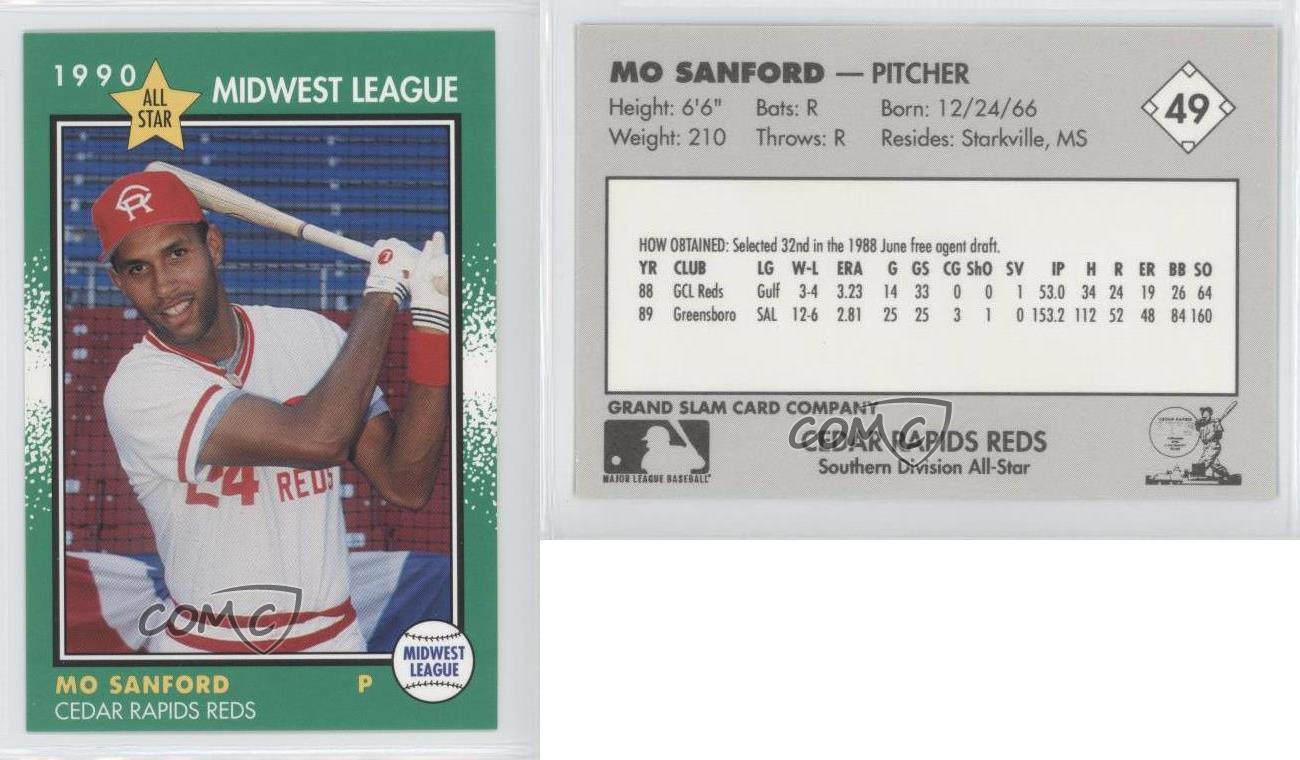 1990
ALL
STAR
MIDWEST LEAGUE
CR
24 REDS
COMC
MIDWEST
LEAGUE
MO SANFORD P
CEDAR RAPIDS REDS
MO SANFORD — PITCHER
Height: 6'6" Bats: R Born: 12/24/66
Weight: 210 Throws: R Resides: Starkville, MS
49
HOW OBTAINED: Selected 32nd in the 1988 June free agent draft.
YR CLUB LG W-L ERA G GS CG ShO SV IP H R ER BB SO
88 GCL Reds Gulf 3-4 3.23 14 33 0 0 1 53.0 34 24 19 26 64
89 Greensboro SAL 12-6 2.81 25 25 3 1 0 153.2 112 52 48 84 160
GRAND SLAM CARD COMPANY
COMC
CEDAR RAPIDS REDS
Southern Division All-Star
MAJOR LEAGUE BASEBALL